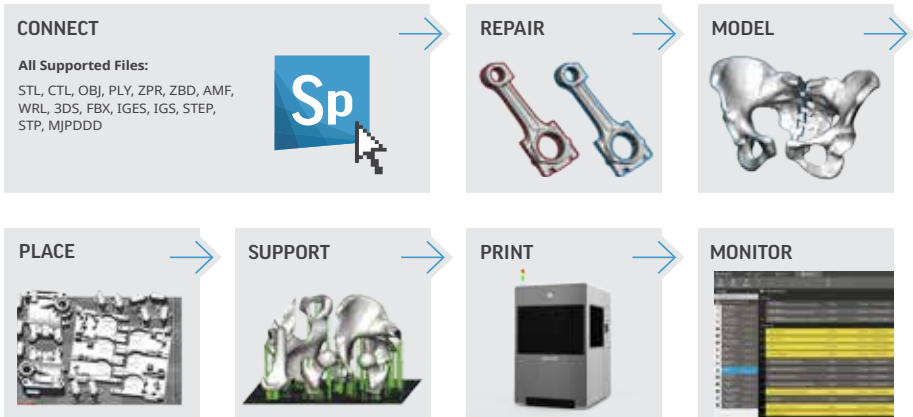 CONNECT
All Supported Files:
STL, CTL, OBJ, PLY, ZPR, ZBD, AMF,
WRL, 3DS, FBX, IGES, IGS, STEP,
STP, MJPDDD
Sp
REPAIR
MODEL
PLACE
SUPPORT
PRINT
MONITOR